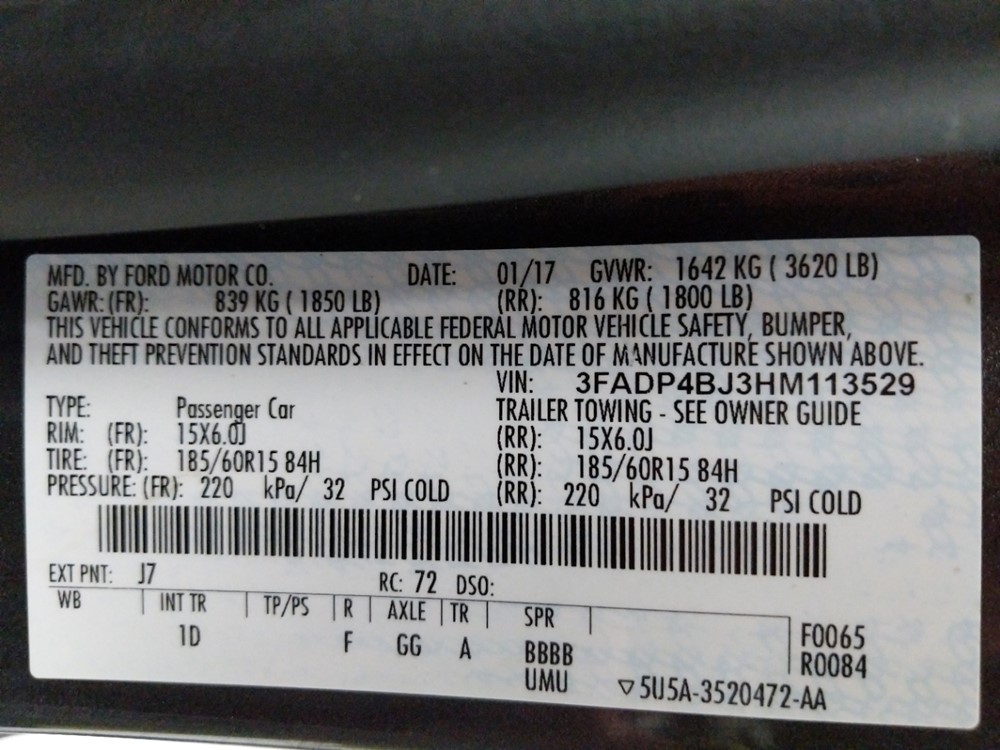 MFD. BY FORD MOTOR CO. DATE: 01/17 GVWR: 1642 KG ( 3620 LB)
GAWR: (FR): 839 KG ( 1850 LB) (RR): 816 KG ( 1800 LB)
THIS VEHICLE CONFORMS TO ALL APPLICABLE FEDERAL MOTOR VEHICLE SAFETY, BUMPER,
AND THEFT PREVENTION STANDARDS IN EFFECT ON THE DATE OF MANUFACTURE SHOWN ABOVE.
VIN: 3FADP4BJ3HM113529
TYPE: Passenger Car TRAILER TOWING - SEE OWNER GUIDE
RIM: (FR): 15X6.0J (RR): 15X6.0J
TIRE: (FR): 185/60R15 84H (RR): 185/60R15 84H
PRESSURE: (FR): 220 kPa/ 32 PSI COLD (RR): 220 kPa/ 32 PSI COLD
EXT PNT: J7 RC: 72 DSO:
WB INT TR TP/PS R AXLE TR SPR
1D F GG A BBBB F0065
UMU R0084
▽5U5A-3520472-AA